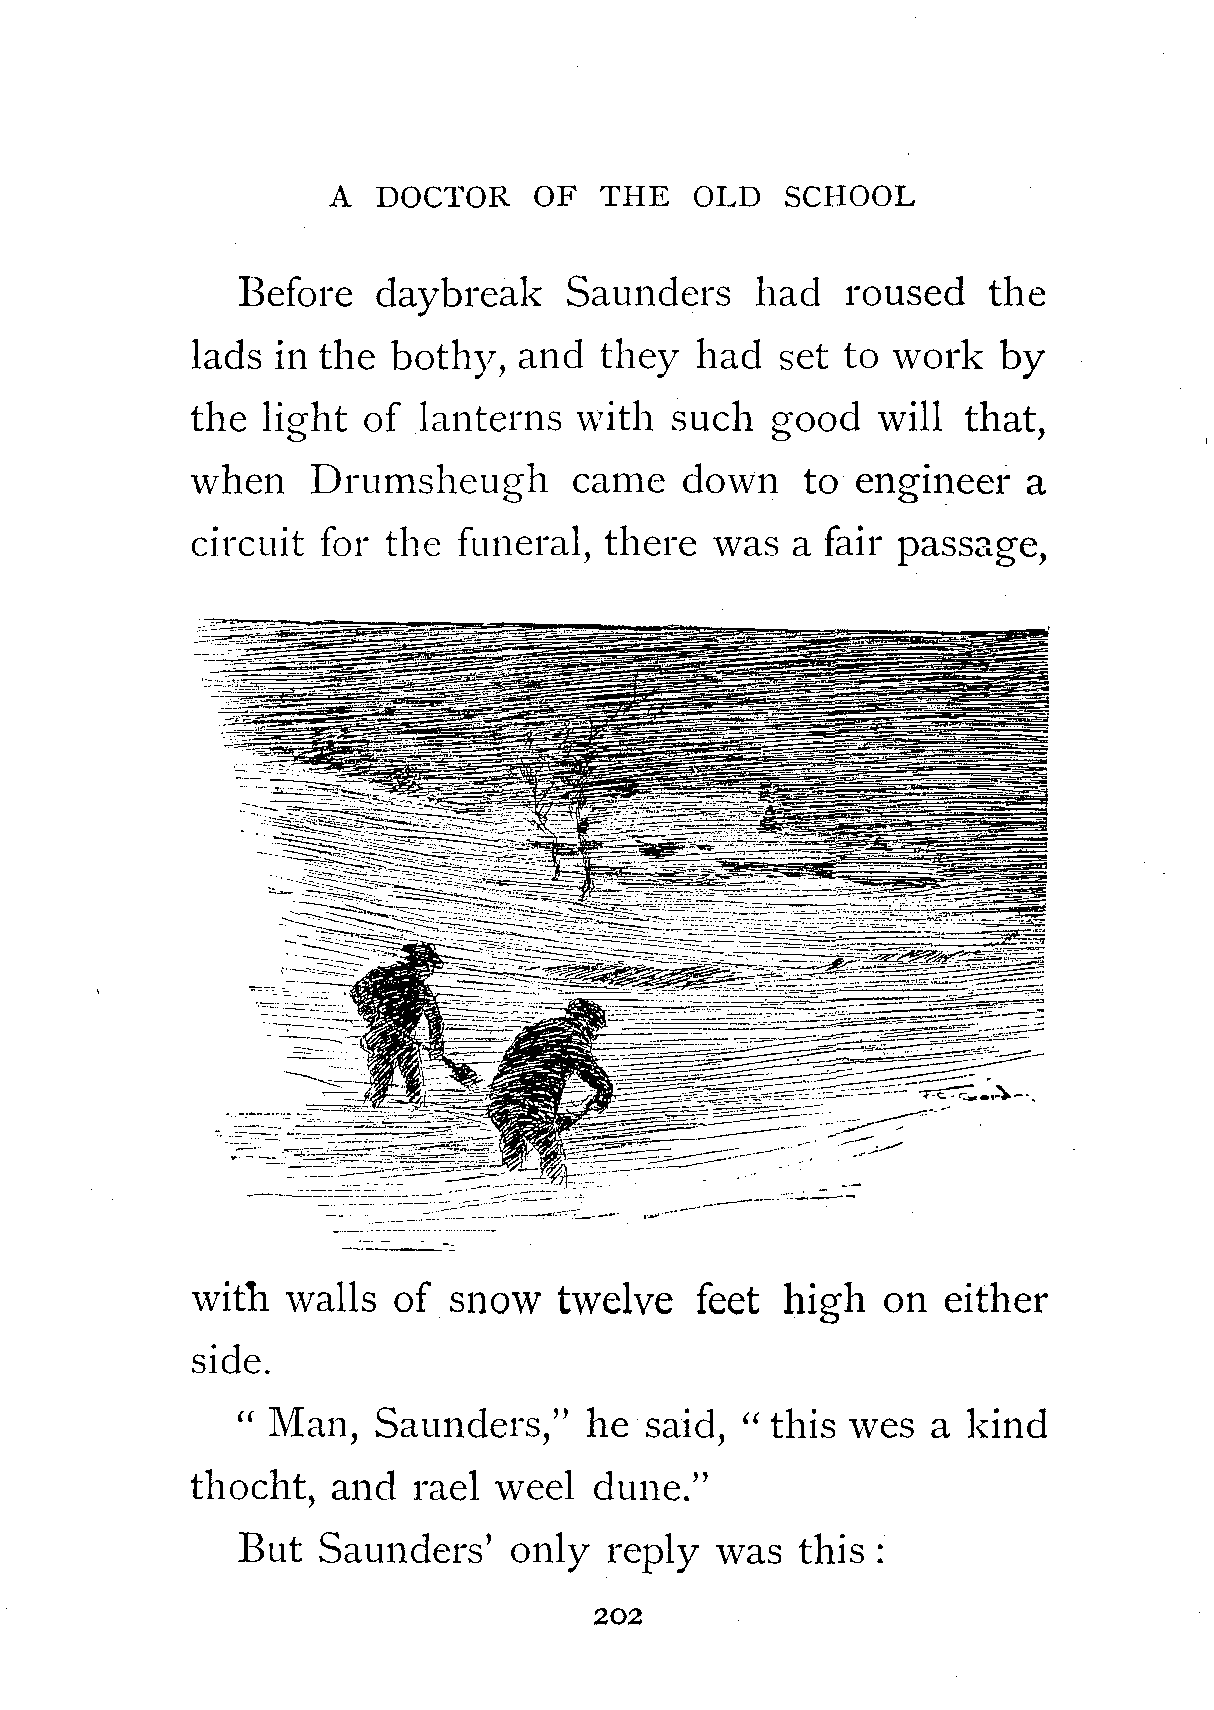 A DOCTOR OF THE OLD SCHOOL
Before daybreak Saunders had roused the
lads in the bothy, and they had set to work by
the light of lanterns with such good will that,
when Drumsheugh came down to engineer a
circuit for the funeral, there was a fair passage,
with walls of snow twelve feet high on either
side.
“ Man, Saunders,” he said, “ this wes a kind
thocht, and rael weel dune.”
But Saunders’ only reply was this :
202